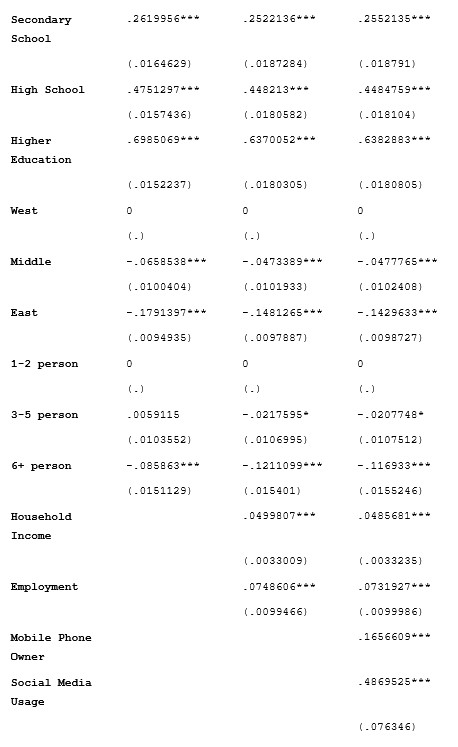 Secondary School .2619956*** .2522136*** .2552135***
(.0164629) (.0187284) (.018791)
High School .4751297*** .448213*** .4484759***
(.0157436) (.0180582) (.018104)
Higher Education .6985069*** .6370052*** .6382883***
(.0152237) (.0180305) (.0180805)
West 0 0 0
(.) (.) (.)
Middle -.0658538*** -.0473389*** -.0477765***
(.0100404) (.0101933) (.0102408)
East -.1791397*** -.1481265*** -.1429633***
(.0094935) (.0097887) (.0098727)
1-2 person 0 0 0
(.) (.) (.)
3-5 person .0059115 -.0217595* -.0207748*
(.0103552) (.0106995) (.0107512)
6+ person -.085863*** -.1211099*** -.116933***
(.0151129) (.015401) (.0155246)
Household Income .0499807*** .0485681***
(.0033009) (.0033235)
Employment .0748606*** .0731927***
(.0099466) (.0099986)
Mobile Phone Owner .1656609***
Social Media Usage .4869525***
(.076346)